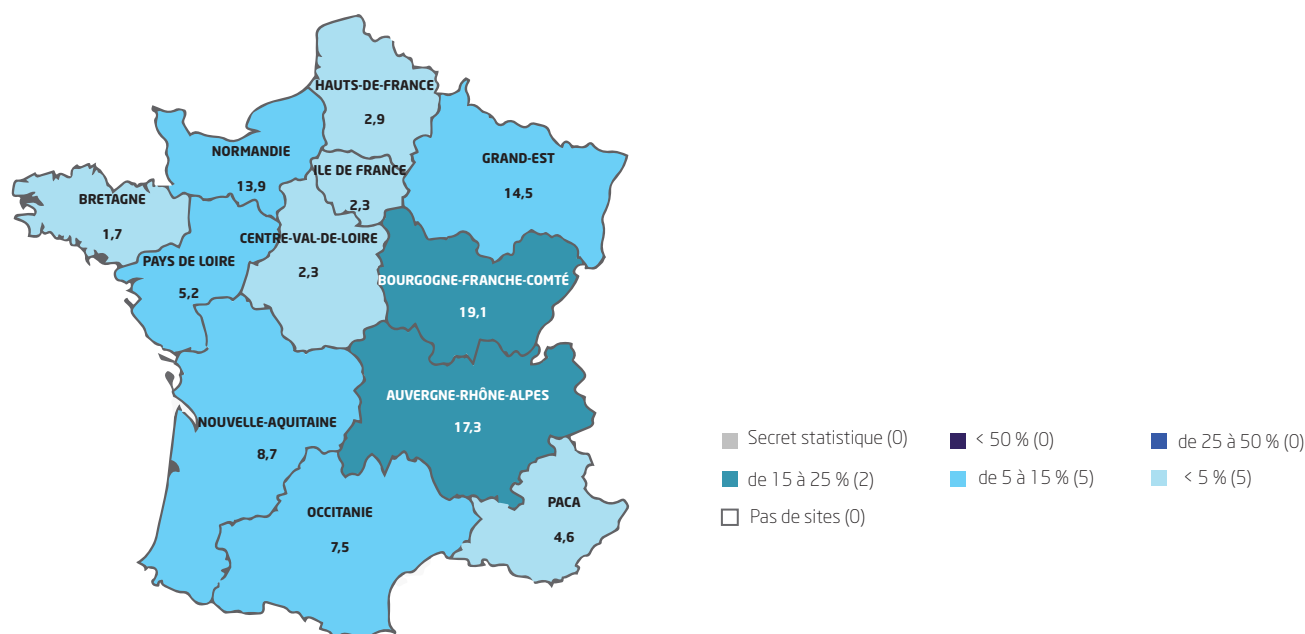 HAUTS-DE-FRANCE
2,9
NORMANDIE
13,9
ILE DE FRANCE
2,3
GRAND-EST
14,5
BRETAGNE
1,7
PAYS DE LOIRE
5,2
CENTRE-VAL-DE-LOIRE
2,3
BOURGOGNE-FRANCHE-COMTÉ
19,1
AUVERGNE-RHÔNE-ALPES
17,3
NOUVELLE-AQUITAINE
8,7
OCCITANIE
7,5
PACA
4,6
Secret statistique (0)
< 50 % (0)
de 25 à 50 % (0)
de 15 à 25 % (2)
de 5 à 15 % (5)
< 5 % (5)
Pas de sites (0)